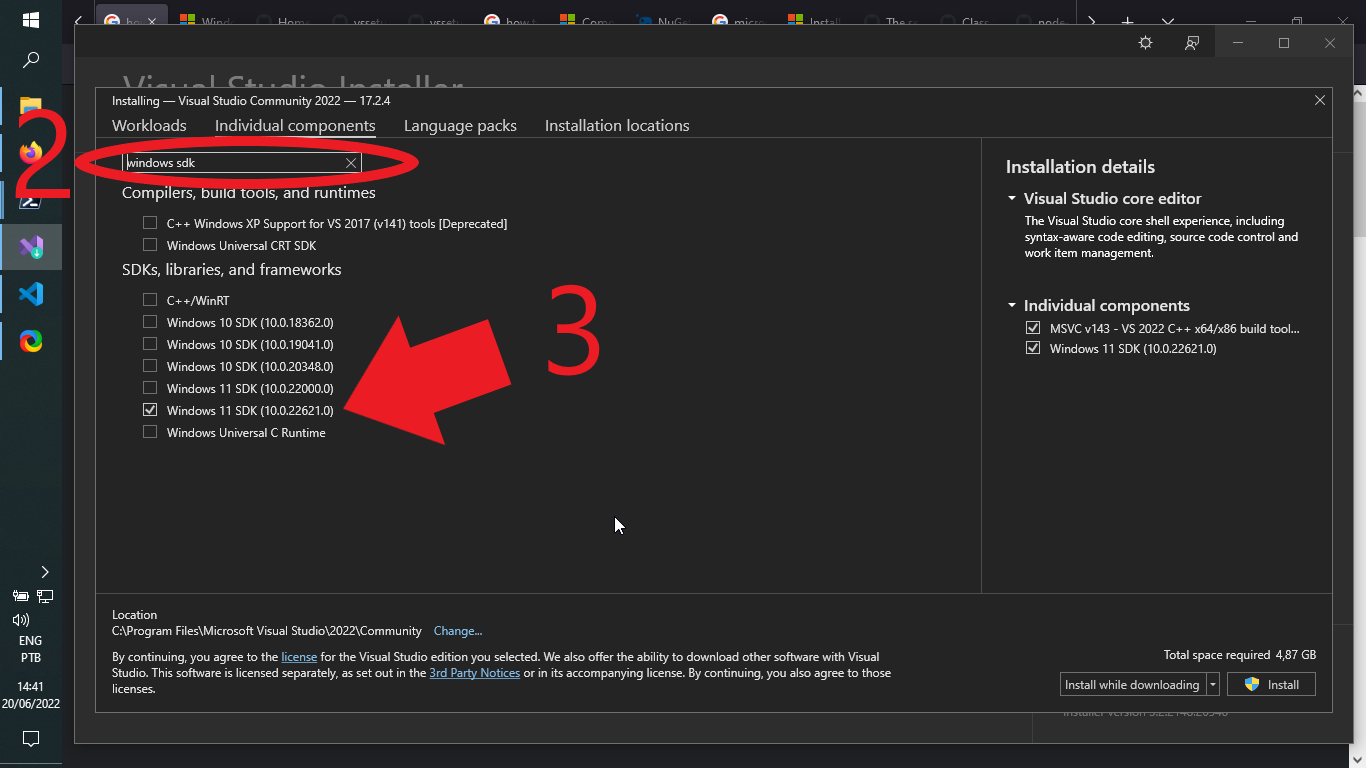 Visual Studio Installer
Installing — Visual Studio Community 2022 — 17.2.4
Workloads Individual components Language packs Installation locations
2
windows sdk
Compilers, build tools, and runtimes
C++ Windows XP Support for VS 2017 (v141) tools [Deprecated]
Windows Universal CRT SDK
SDKs, libraries, and frameworks
C++/WinRT
Windows 10 SDK (10.0.18362.0)
Windows 10 SDK (10.0.19041.0)
Windows 10 SDK (10.0.20348.0)
Windows 11 SDK (10.0.22000.0)
Windows 11 SDK (10.0.22621.0)
Windows Universal C Runtime
3
Installation details
Visual Studio core editor
The Visual Studio core shell experience, including
syntax-aware code editing, source code control and
work item management.
Individual components
MSVC v143 - VS 2022 C++ x64/x86 build tool...
Windows 11 SDK (10.0.22621.0)
Location
C:\Program Files\Microsoft Visual Studio\2022\Community Change...
By continuing, you agree to the license for the Visual Studio edition you selected. We also offer the ability to download other software with Visual
Studio. This software is licensed separately, as set out in the 3rd Party Notices or in its accompanying license. By continuing, you also agree to those
licenses.
Total space required 4,87 GB
Install while downloading Install
ENG
PTB
14:41
20/06/2022